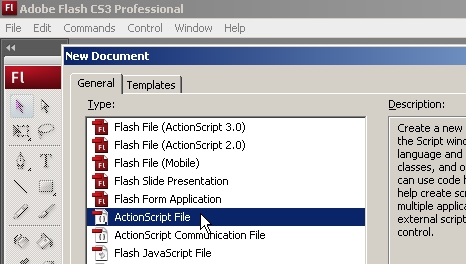 Adobe Flash CS3 Professional
File Edit Commands Control Window Help
New Document
Fl
General Templates
Type:
Flash File (ActionScript 3.0)
Flash File (ActionScript 2.0)
Flash File (Mobile)
Flash Slide Presentation
Flash Form Application
ActionScript File
ActionScript Communication File
Flash JavaScript File
Description:
Create a new
the Script wind
language and
classes, and o
can use code h
help create scr
multiple applica
external script
control.